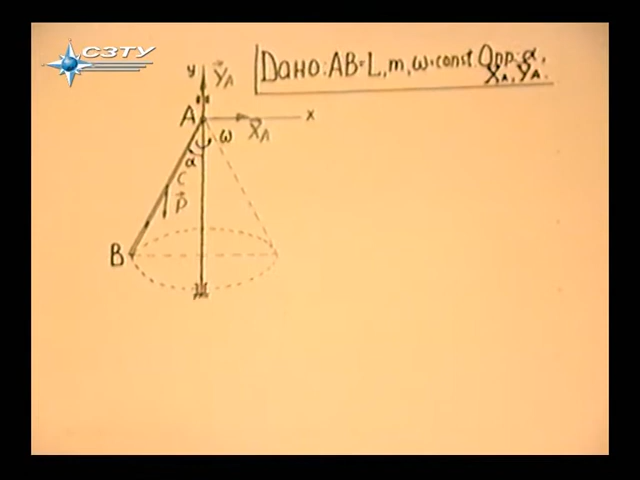 СЗТУ
Дано: AB=L, m, ω=const. Опр: α,
X_A, Y_A.
y
Y_A
A
x
ω
X_A
α
C
P
B